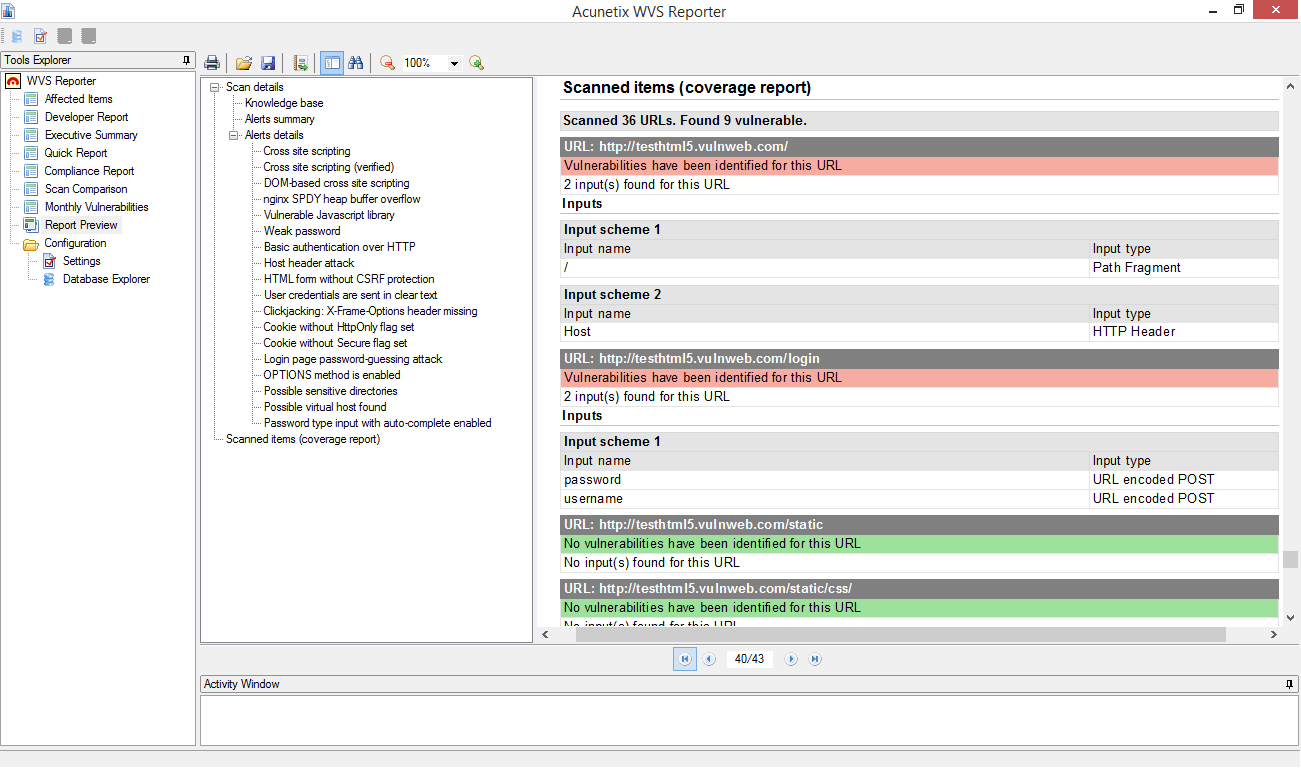 Acunetix WVS Reporter
Tools Explorer
WVS Reporter
Affected Items
Developer Report
Executive Summary
Quick Report
Compliance Report
Scan Comparison
Monthly Vulnerabilities
Report Preview
Configuration
Settings
Database Explorer
100%
Scan details
Knowledge base
Alerts summary
Alerts details
Cross site scripting
Cross site scripting (verified)
DOM-based cross site scripting
nginx SPDY heap buffer overflow
Vulnerable Javascript library
Weak password
Basic authentication over HTTP
Host header attack
HTML form without CSRF protection
User credentials are sent in clear text
Clickjacking: X-Frame-Options header missing
Cookie without HttpOnly flag set
Cookie without Secure flag set
Login page password-guessing attack
OPTIONS method is enabled
Possible sensitive directories
Possible virtual host found
Password type input with auto-complete enabled
Scanned items (coverage report)
Scanned items (coverage report)
Scanned 36 URLs. Found 9 vulnerable.
URL: http://testhtml5.vulnweb.com/
Vulnerabilities have been identified for this URL
2 input(s) found for this URL
Inputs
Input scheme 1
Input name Input type
/ Path Fragment
Input scheme 2
Input name Input type
Host HTTP Header
URL: http://testhtml5.vulnweb.com/login
Vulnerabilities have been identified for this URL
2 input(s) found for this URL
Inputs
Input scheme 1
Input name Input type
password URL encoded POST
username URL encoded POST
URL: http://testhtml5.vulnweb.com/static
No vulnerabilities have been identified for this URL
No input(s) found for this URL
URL: http://testhtml5.vulnweb.com/static/css/
No vulnerabilities have been identified for this URL
No input(s) found for this URL
40/43
Activity Window